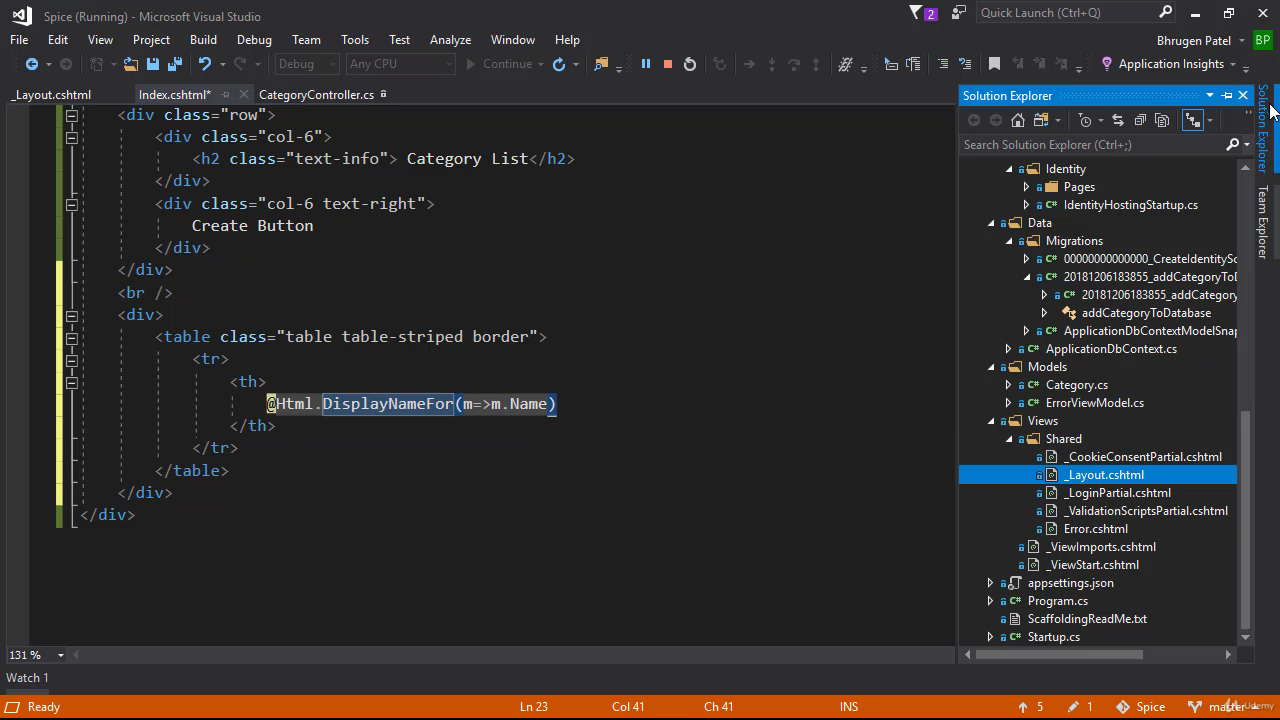 Spice (Running) - Microsoft Visual Studio
2
Quick Launch (Ctrl+Q)
File Edit View Project Build Debug Team Tools Test Analyze Window Help
Bhrugen Patel BP
Debug Any CPU Continue Application Insights
_Layout.cshtml Index.cshtml* CategoryController.cs
<div class="row">
<div class="col-6">
<h2 class="text-info"> Category List</h2>
</div>
<div class="col-6 text-right">
Create Button
</div>
</div>
<br />
<div>
<table class="table table-striped border">
<tr>
<th>
@Html.DisplayNameFor(m=>m.Name)
</th>
</tr>
</table>
</div>
</div>
131 %
Watch 1
Solution Explorer
Search Solution Explorer (Ctrl+;)
Identity
Pages
IdentityHostingStartup.cs
Data
Migrations
00000000000000_CreateIdentitySc
20181206183855_addCategoryToD
20181206183855_addCategory
addCategoryToDatabase
ApplicationDbContextModelSnap
ApplicationDbContext.cs
Models
Category.cs
ErrorViewModel.cs
Views
Shared
_CookieConsentPartial.cshtml
_Layout.cshtml
_LoginPartial.cshtml
_ValidationScriptsPartial.cshtml
Error.cshtml
_ViewImports.cshtml
_ViewStart.cshtml
appsettings.json
Program.cs
ScaffoldingReadMe.txt
Startup.cs
Solution Explorer
Team Explorer
Ready Ln 23 Col 41 Ch 41 INS 5 1 Spice master
Udemy